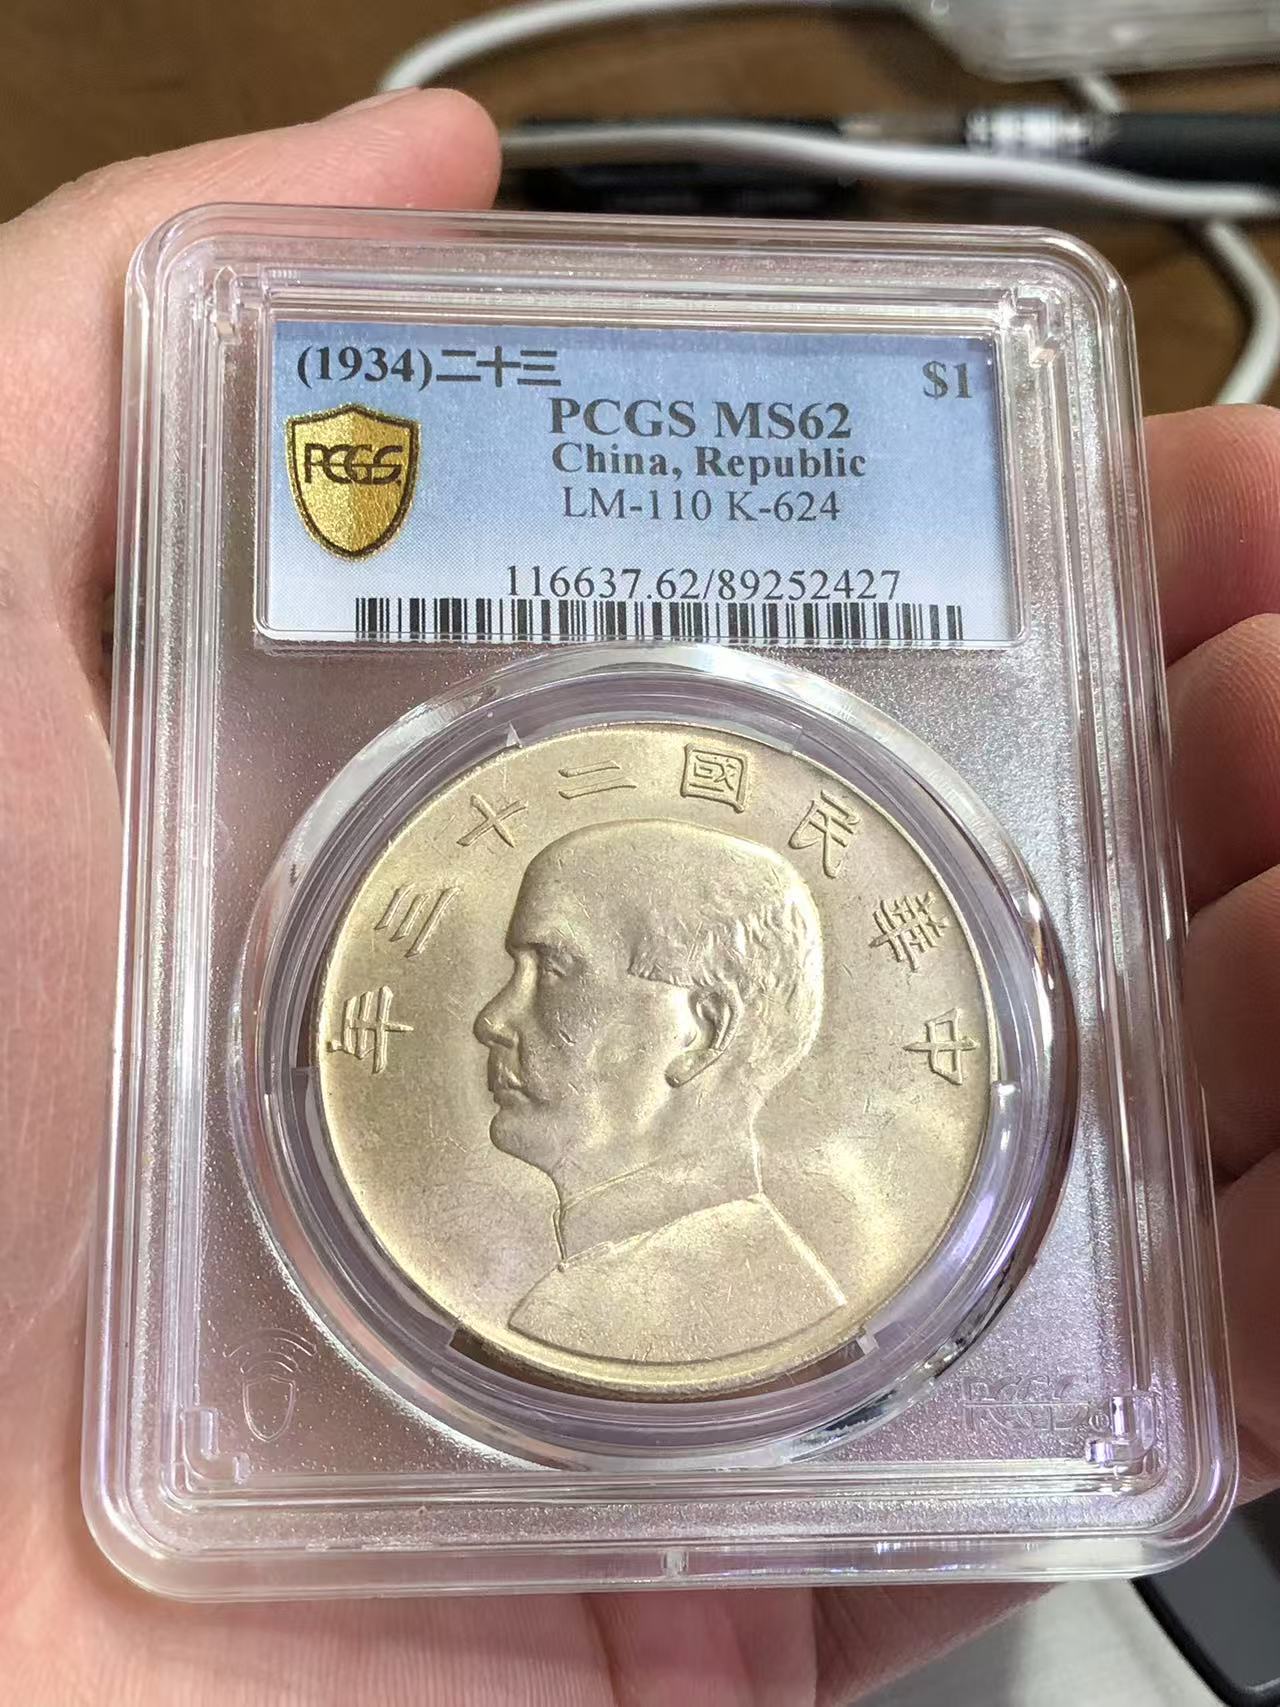 (1934)二十三
$1
PCGS MS62
China, Republic
LM-110 K-624
PCGS
116637.62/89252427
年三十二國民華中
PCGS